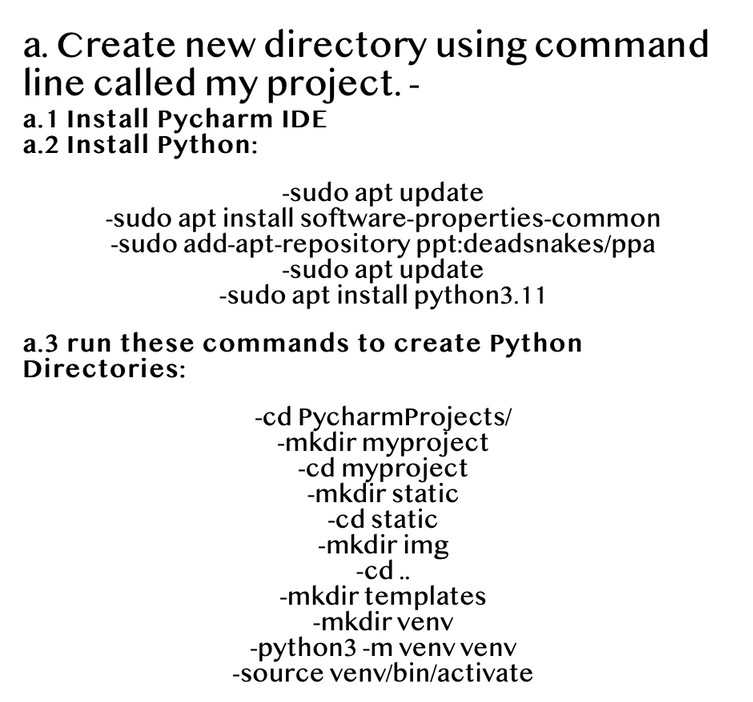 a. Create new directory using command
line called my project. -
a.1 Install Pycharm IDE
a.2 Install Python:
-sudo apt update
-sudo apt install software-properties-common
-sudo add-apt-repository ppt:deadsnakes/ppa
-sudo apt update
-sudo apt install python3.11
a.3 run these commands to create Python
Directories:
-cd PycharmProjects/
-mkdir myproject
-cd myproject
-mkdir static
-cd static
-mkdir img
-cd ..
-mkdir templates
-mkdir venv
-python3 -m venv venv
-source venv/bin/activate